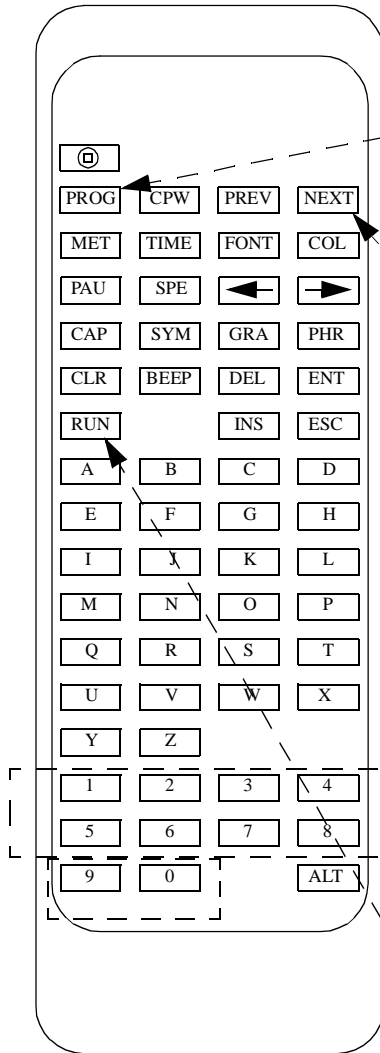 PROG CPW PREV NEXT
MET TIME FONT COL
PAU SPE
CAP SYM GRA PHR
CLR BEEP DEL ENT
RUN INS ESC
A B C D
E F G H
I J K L
M N O P
Q R S T
U V W X
Y Z
1 2 3 4
5 6 7 8
9 0 ALT